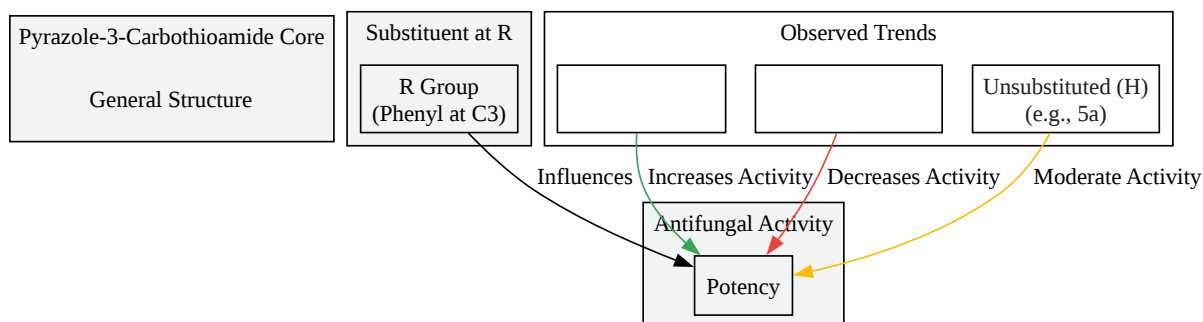 Pyrazole-3-Carbothioamide Core
General Structure
Substituent at R
R Group
(Phenyl at C3)
Observed Trends
Unsubstituted (H)
(e.g., 5a)
Influences
Increases Activity
Decreases Activity
Moderate Activity
Antifungal Activity
Potency